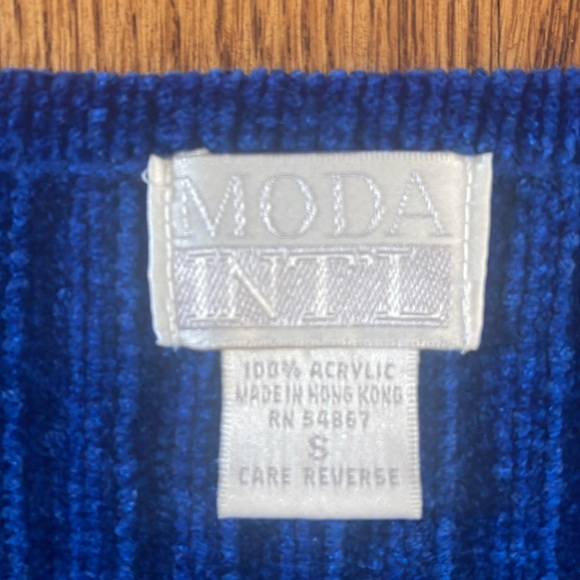 MODA
INT'L
100% ACRYLIC
MADE IN HONG KONG
RN 54867
S
CARE REVERSE